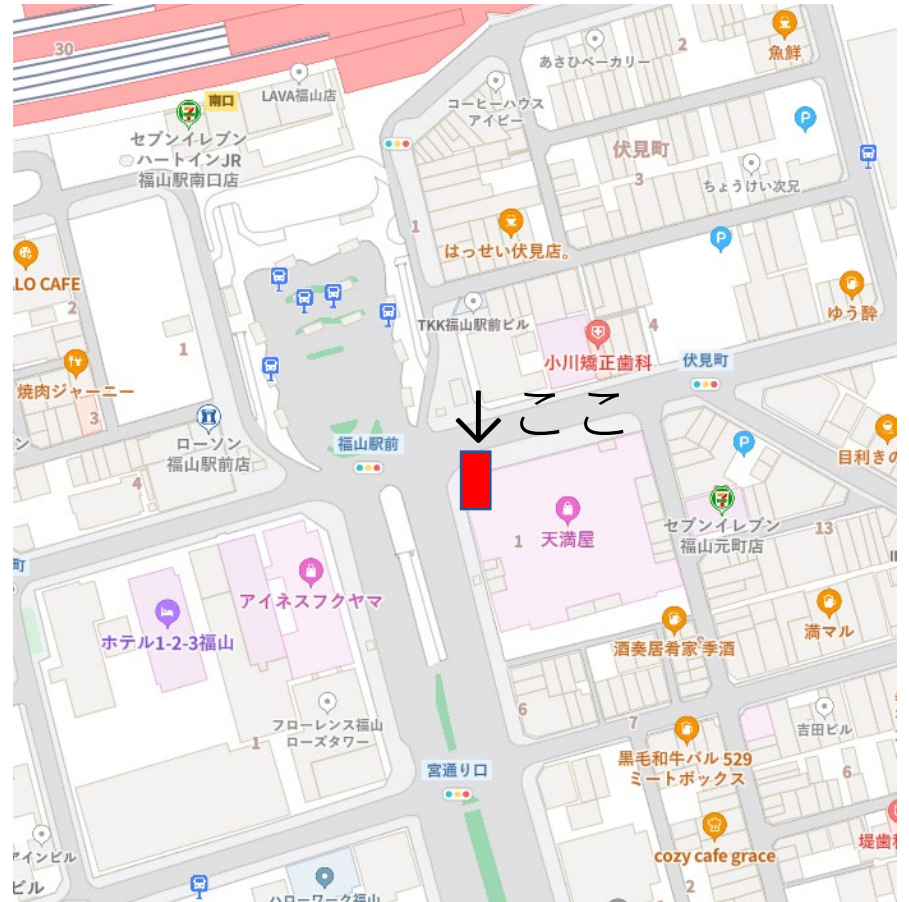 30
LAVA福山店
南口
セブンイレブン
ハートインJR
福山駅南口店
あさひベーカリー
2
魚鮮
コーヒーハウス
アイビー
伏見町
3
ちょうけい次兄
P
1
はっせい伏見店。
P
LO CAFE
2
1
TKK福山駅前ビル
4
ゆう酔
小川矯正歯科
伏見町
焼肉ジャーニー
3
ローソン
福山駅前店
ン
4
福山駅前
↓ここ
P
目利きの
1
天満屋
セブンイレブン
福山元町店
13
町
アイネスフクヤマ
ホテル1-2-3福山
酒奏居肴家 季酒
満マル
フローレンス福山
ローズタワー
1
6
7
吉田ビル
宮通り口
黒毛和牛バル 529
ミートボックス
6
アインビル
ビル
cozy cafe grace
堤歯科
2
ハローワーク福山